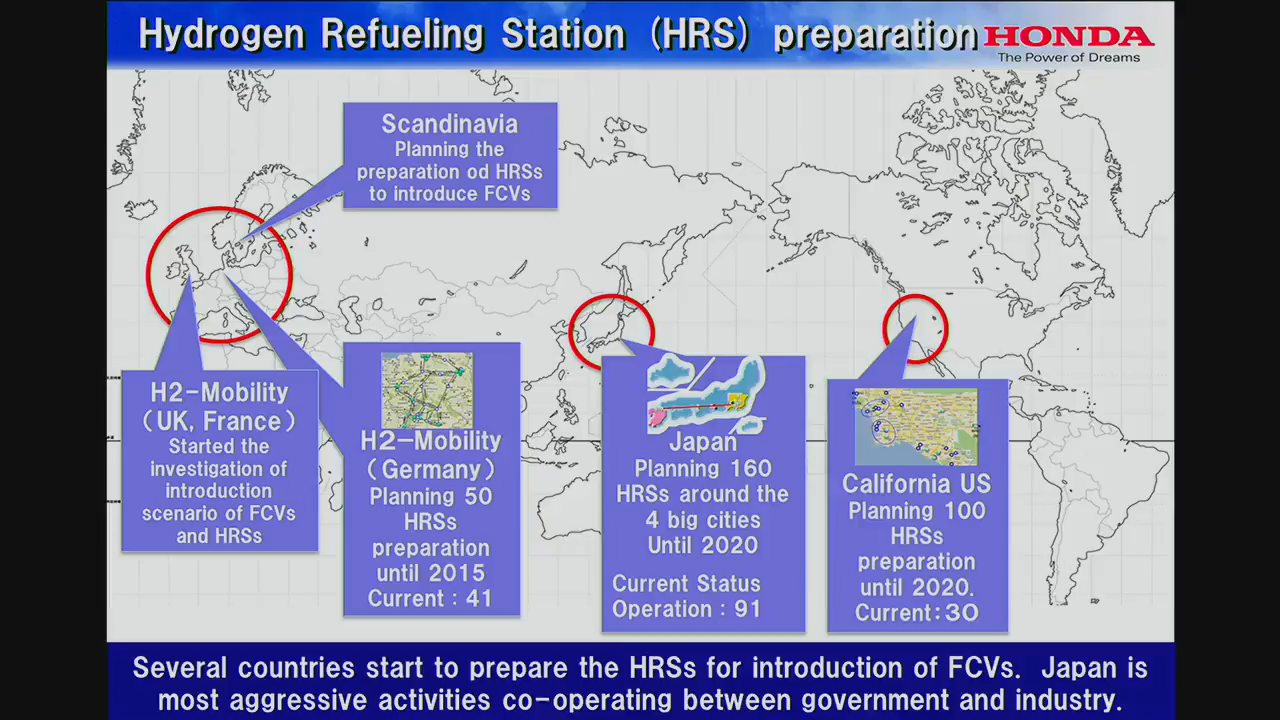 Hydrogen Refueling Station (HRS) preparation
HONDA
The Power of Dreams
Scandinavia
Planning the
preparation od HRSs
to introduce FCVs
H2-Mobility
(UK, France)
Started the
investigation of
introduction
scenario of FCVs
and HRSs
H2-Mobility
(Germany)
Planning 50
HRSs
preparation
until 2015
Current : 41
Japan
Planning 160
HRSs around the
4 big cities
Until 2020
Current Status
Operation : 91
California US
Planning 100
HRSs
preparation
until 2020.
Current:30
Several countries start to prepare the HRSs for introduction of FCVs. Japan is
most aggressive activities co-operating between government and industry.